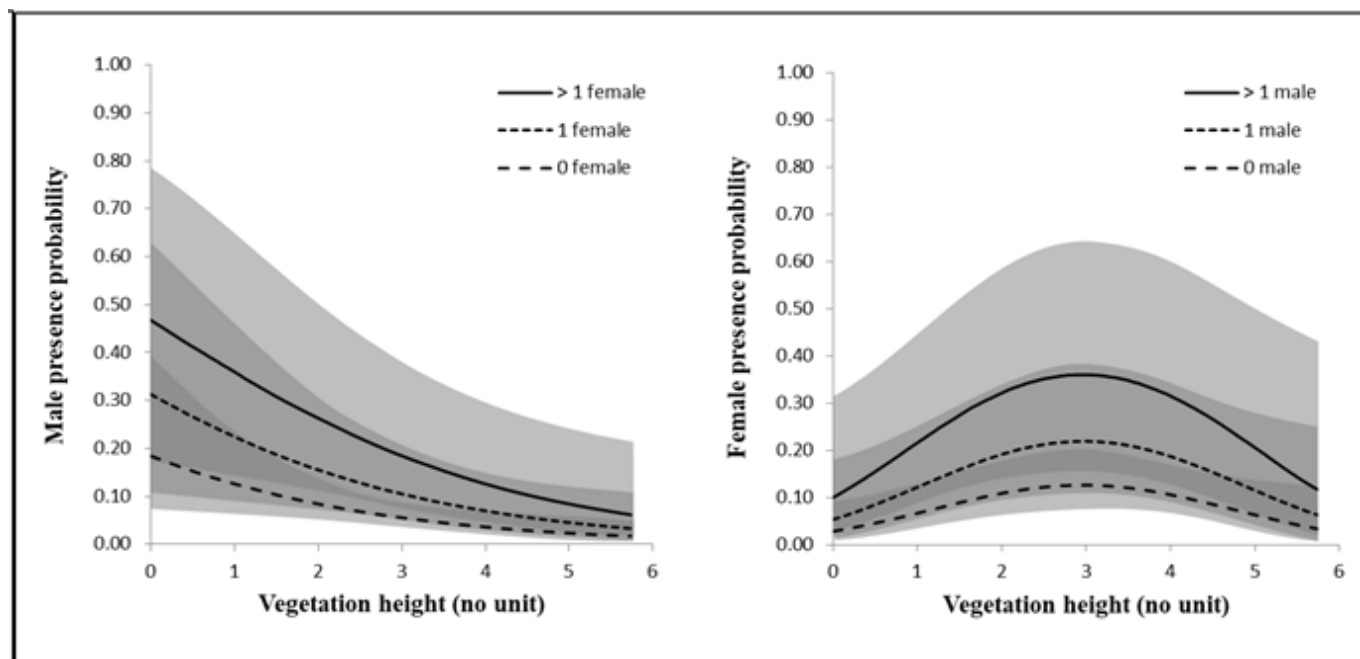 Male presence probability
1.00
0.90
0.80
0.70
0.60
0.50
0.40
0.30
0.20
0.10
0.00
> 1 female
1 female
0 female
0 1 2 3 4 5 6
Vegetation height (no unit)
Female presence probability
1.00
0.90
0.80
0.70
0.60
0.50
0.40
0.30
0.20
0.10
0.00
> 1 male
1 male
0 male
0 1 2 3 4 5 6
Vegetation height (no unit)